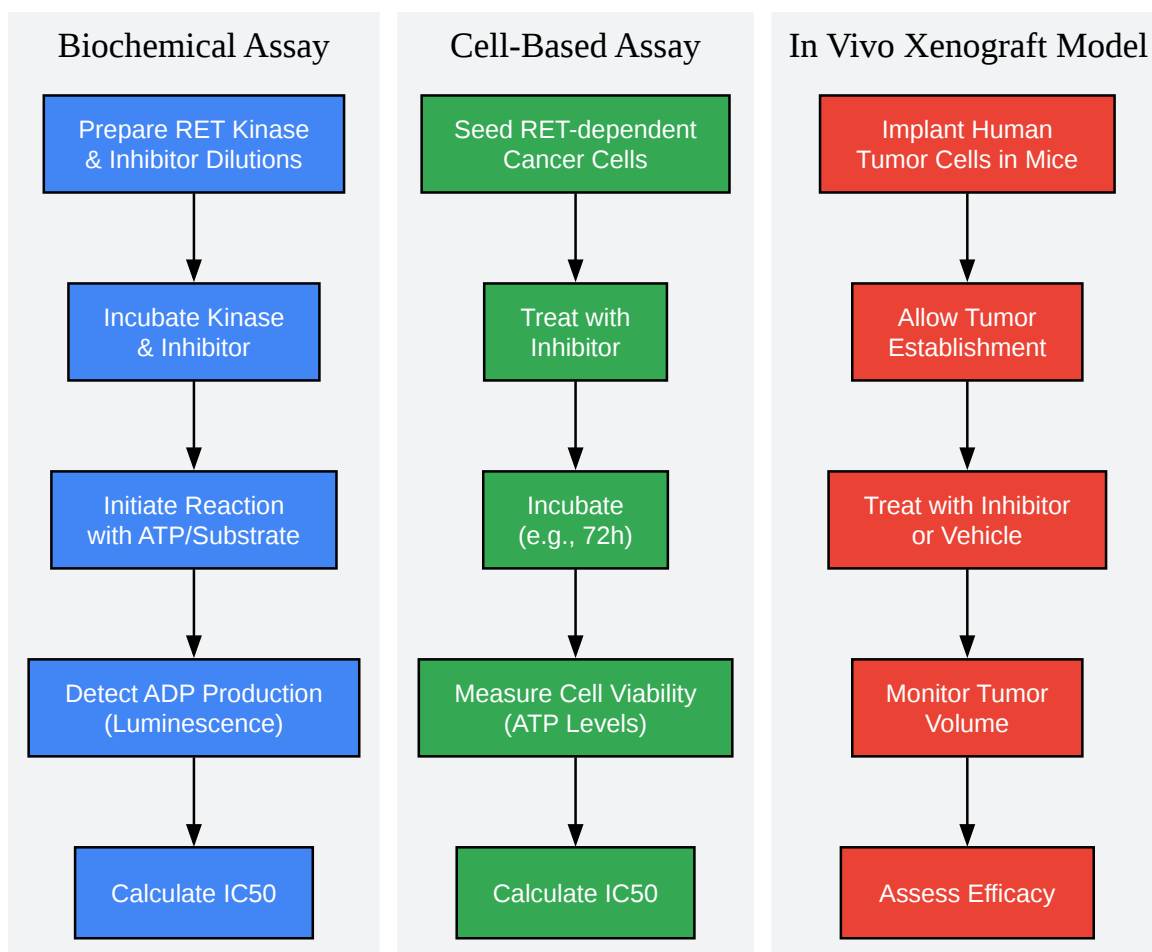 Biochemical Assay
Prepare RET Kinase
& Inhibitor Dilutions
Incubate Kinase
& Inhibitor
Initiate Reaction
with ATP/Substrate
Detect ADP Production
(Luminescence)
Calculate IC50
Cell-Based Assay
Seed RET-dependent
Cancer Cells
Treat with
Inhibitor
Incubate
(e.g., 72h)
Measure Cell Viability
(ATP Levels)
Calculate IC50
In Vivo Xenograft Model
Implant Human
Tumor Cells in Mice
Allow Tumor
Establishment
Treat with Inhibitor
or Vehicle
Monitor Tumor
Volume
Assess Efficacy